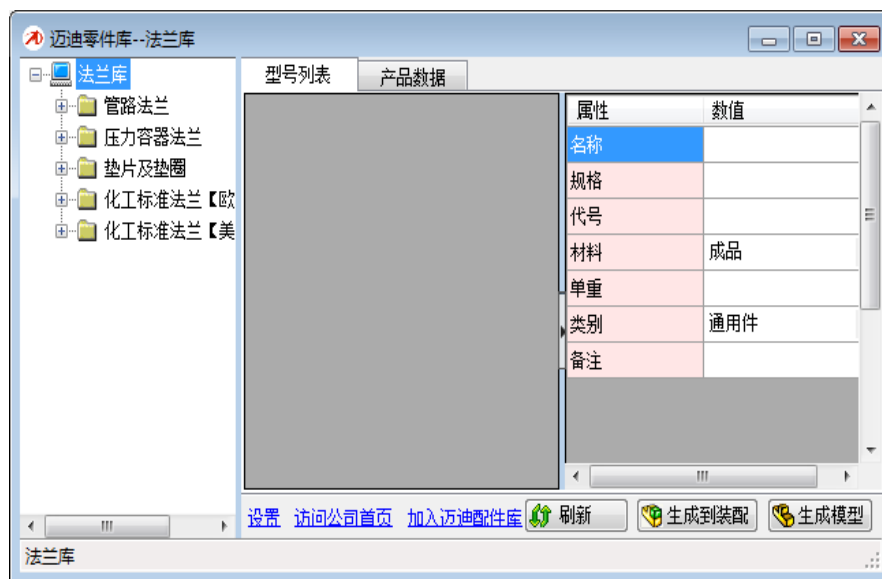 迈迪零件库--法兰库
法兰库
管路法兰
压力容器法兰
垫片及垫圈
化工标准法兰【欧
化工标准法兰【美
型号列表 产品数据
属性 数值
名称
规格
代号
材料 成品
单重
类别 通用件
备注
设置 访问公司首页 加入迈迪配件库 刷新 生成到装配 生成模型
法兰库